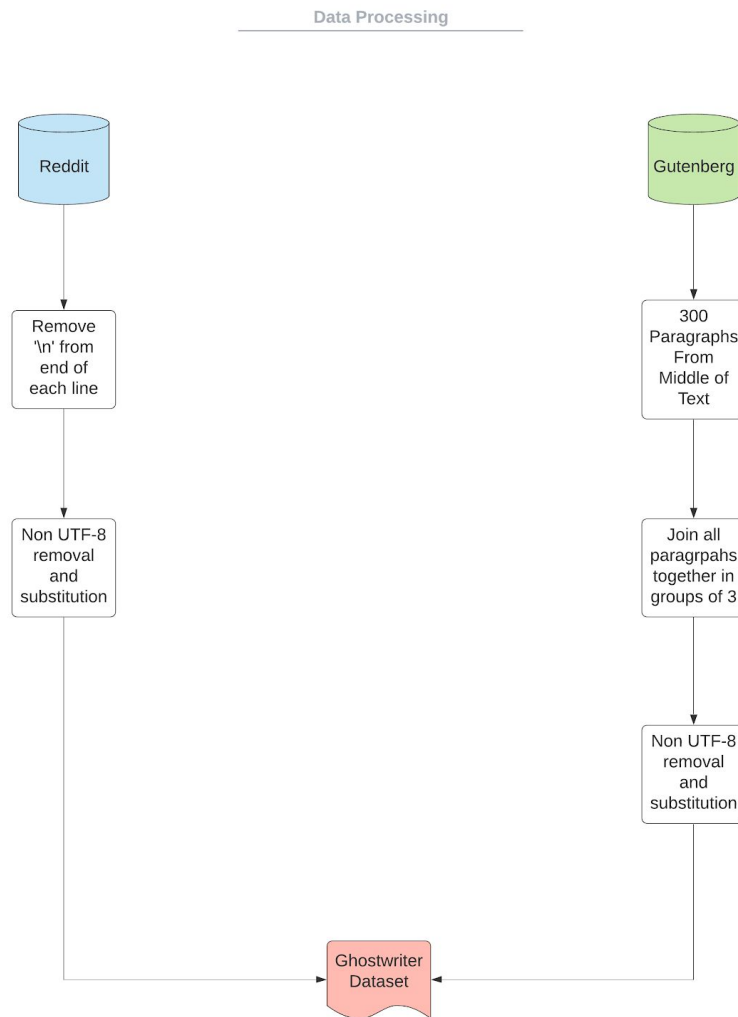 Data Processing
Reddit
Gutenberg
Remove
'\n' from
end of
each line
300
Paragraphs
From
Middle of
Text
Non UTF-8
removal
and
substitution
Join all
paragrpahs
together in
groups of 3
Non UTF-8
removal
and
substitution
Ghostwriter
Dataset